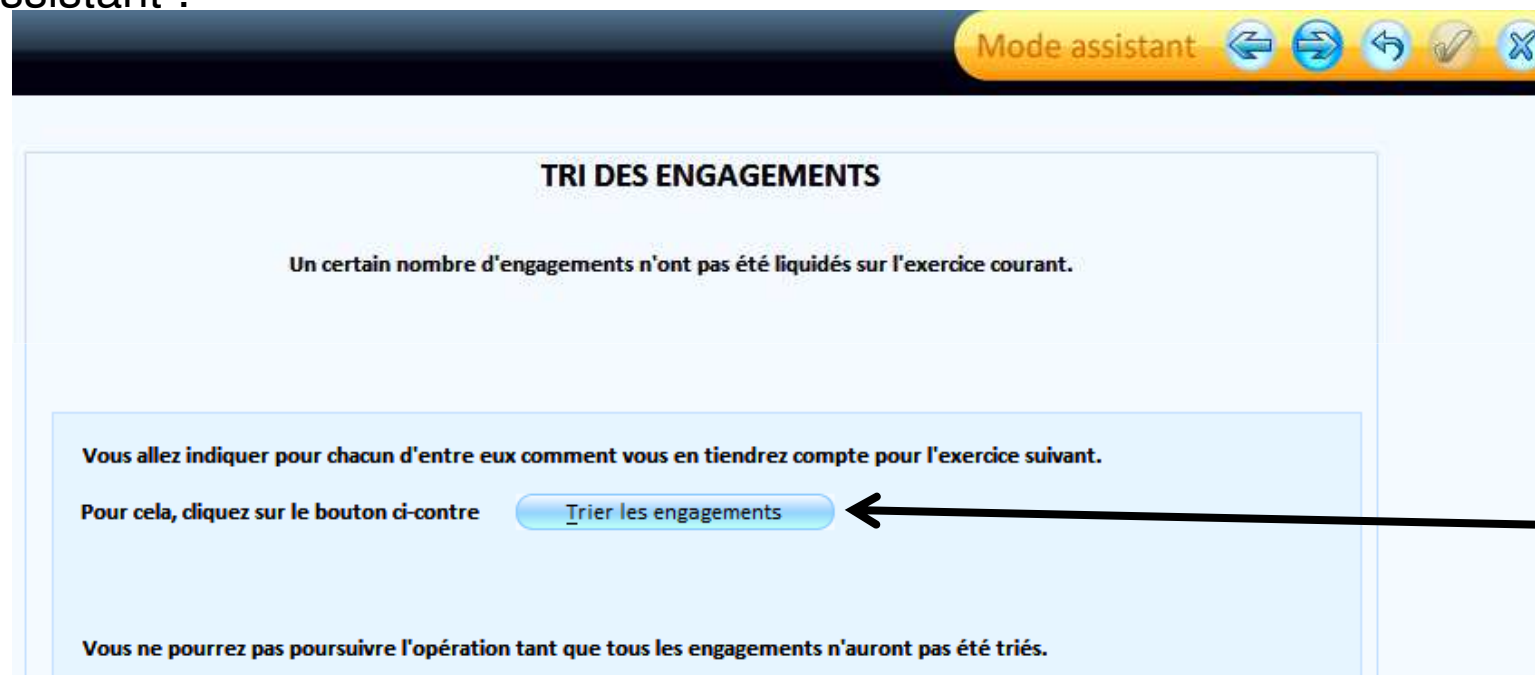 ssistant :
Mode assistant
TRI DES ENGAGEMENTS
Un certain nombre d'engagements n'ont pas été liquidés sur l'exercice courant.
Vous allez indiquer pour chacun d'entre eux comment vous en tiendrez compte pour l'exercice suivant.
Pour cela, cliquez sur le bouton ci-contre Trier les engagements
Vous ne pourrez pas poursuivre l'opération tant que tous les engagements n'auront pas été triés.